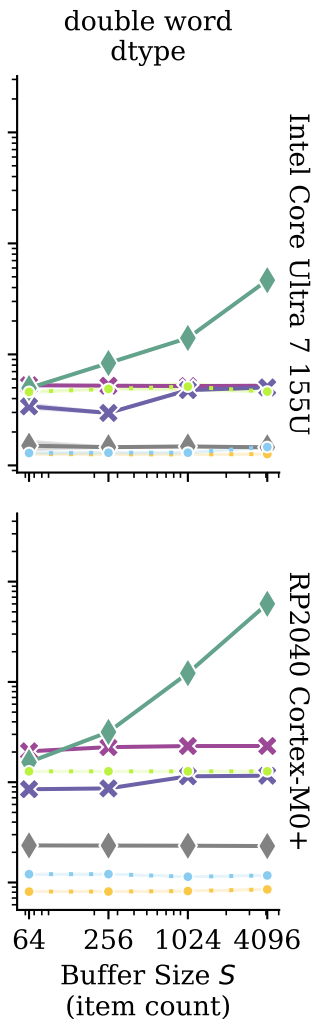 double word
dtype
Intel Core Ultra 7 155U
RP2040 Cortex-M0+
64 256 1024 4096
Buffer Size S
(item count)